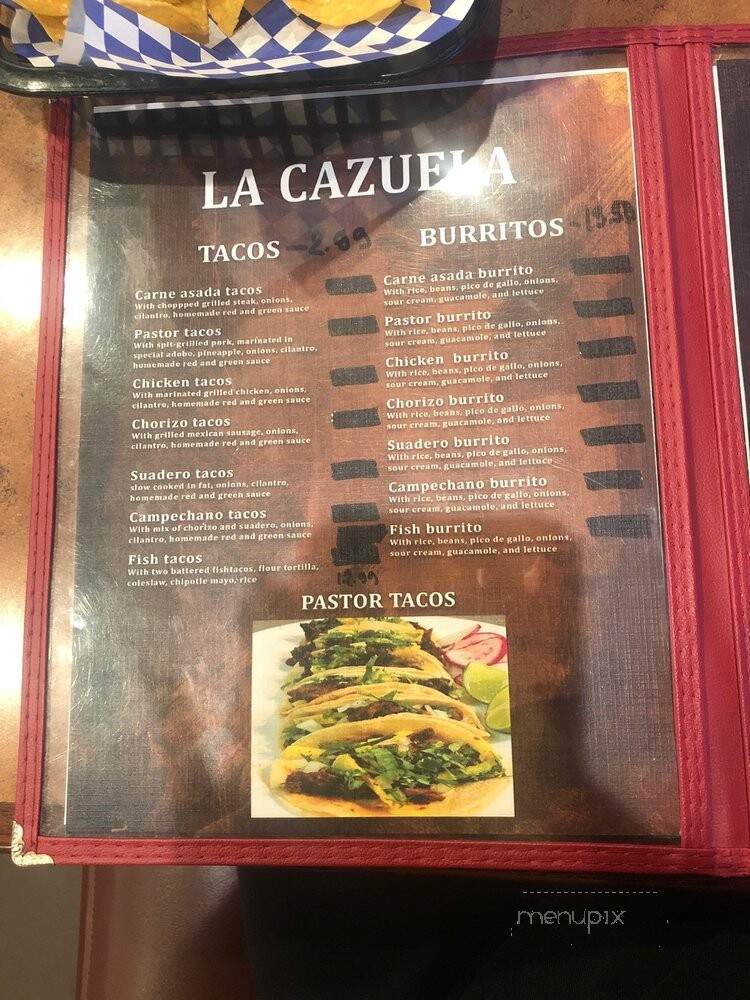 LA CAZUELA
TACOS - 2.99
Carne asada tacos
With chopped grilled steak, onions,
cilantro, homemade red and green sauce
Pastor tacos
With spit-grilled pork, marinated in
special adobo, pineapple, onions, cilantro,
homemade red and green sauce
Chicken tacos
With marinated grilled chicken, onions,
cilantro, homemade red and green sauce
Chorizo tacos
With grilled mexican sausage, onions,
cilantro, homemade red and green sauce
Suadero tacos
slow cooked in fat, onions, cilantro,
homemade red and green sauce
Campechano tacos
With mix of chorizo and suadero, onions,
cilantro, homemade red and green sauce
Fish tacos
With two battered fishtacos, flour tortilla,
coleslaw, chipotle mayo, rice
BURRITOS
Carne asada burrito
With rice, beans, pico de gallo, onions,
sour cream, guacamole, and lettuce
Pastor burrito
With rice, beans, pico de gallo, onions,
sour cream, guacamole, and lettuce
Chicken burrito
With rice, beans, pico de gallo, onions,
sour cream, guacamole, and lettuce
Chorizo burrito
With rice, beans, pico de gallo, onions,
sour cream, guacamole, and lettuce
Suadero burrito
With rice, beans, pico de gallo, onions,
sour cream, guacamole, and lettuce
Campechano burrito
With rice, beans, pico de gallo, onions,
sour cream, guacamole, and lettuce
Fish burrito
With rice, beans, pico de gallo, onions,
sour cream, guacamole, and lettuce
PASTOR TACOS
menupix